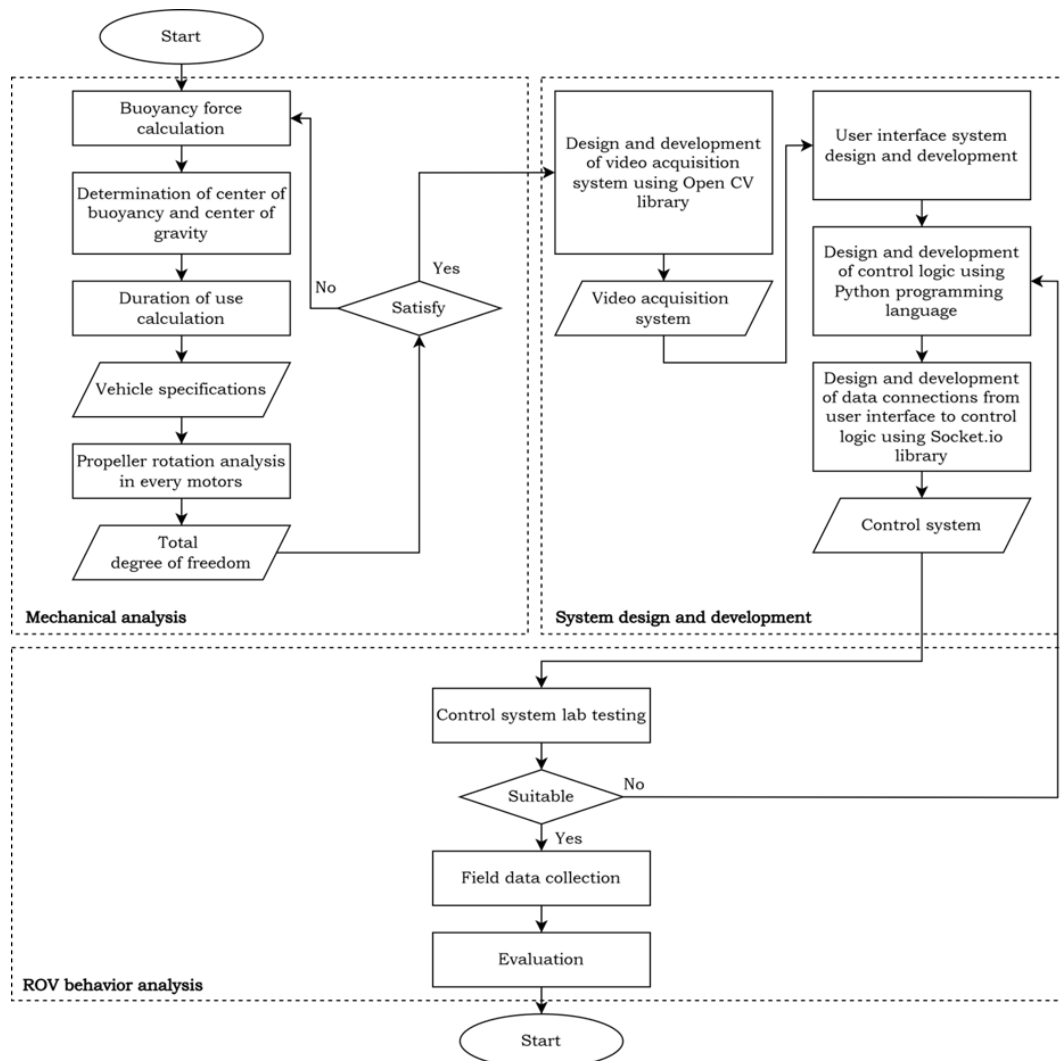 Start
Buoyancy force
calculation
Determination of center of
buoyancy and center of
gravity
Duration of use
calculation
Vehicle specifications
Propeller rotation analysis
in every motors
Total
degree of freedom
No
Yes
Satisfy
Mechanical analysis
Design and development
of video acquisition
system using Open CV
library
Video acquisition
system
User interface system
design and development
Design and development
of control logic using
Python programming
language
Design and development
of data connections from
user interface to control
logic using Socket.io
library
Control system
System design and development
Control system lab testing
Suitable
No
Yes
Field data collection
Evaluation
ROV behavior analysis
Start